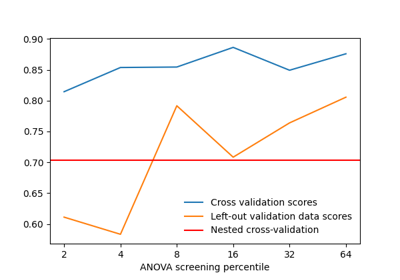 0.90
0.85
0.80
0.75
0.70
0.65
0.60
Cross validation scores
Left-out validation data scores
Nested cross-validation
2 4 8 16 32 64
ANOVA screening percentile